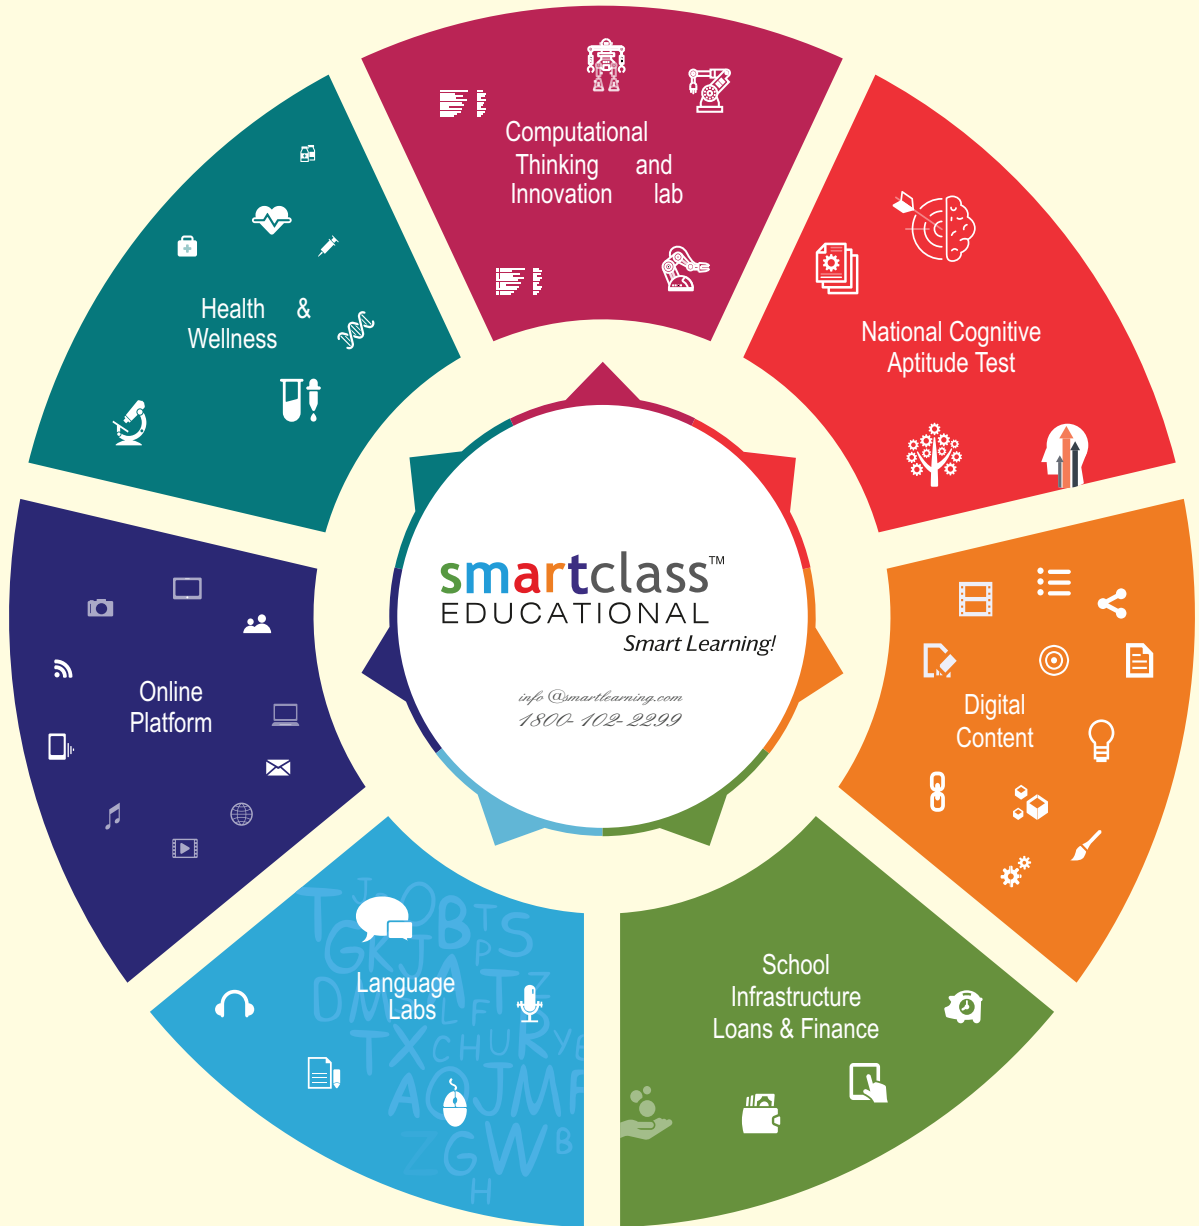 Computational
Thinking and
Innovation lab
National Cognitive
Aptitude Test
Health &
Wellness
smartclass™
EDUCATIONAL
Smart Learning!
info @smartlearning.com
1800- 102- 2299
Online
Platform
Digital
Content
Language
Labs
School
Infrastructure
Loans & Finance